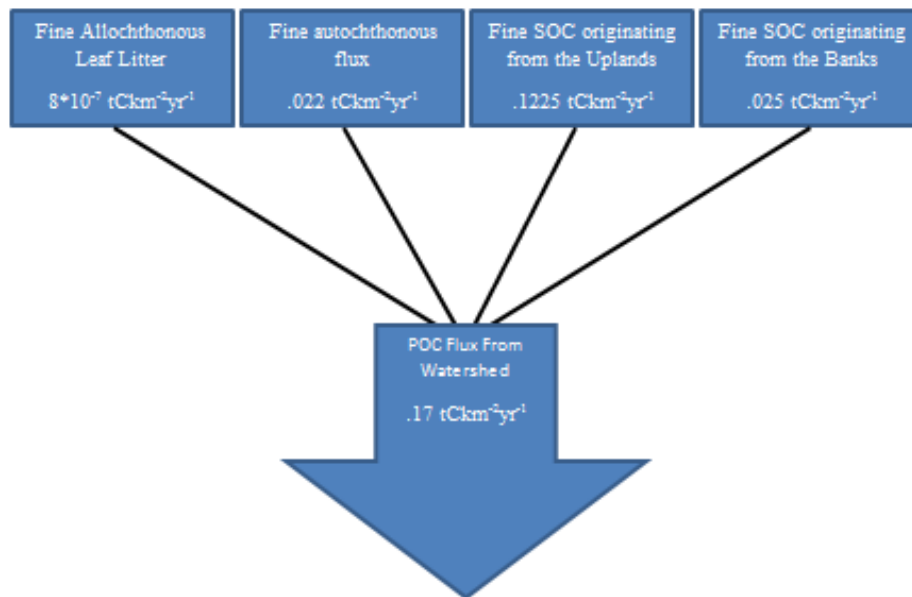 Fine Allochthonous
Leaf Litter
8*10⁻⁷ tCkm⁻²yr⁻¹
Fine autochthonous
flux
.022 tCkm⁻²yr⁻¹
Fine SOC originating
from the Uplands
.1225 tCkm⁻²yr⁻¹
Fine SOC originating
from the Banks
.025 tCkm⁻²yr⁻¹
POC Flux From
Watershed
.17 tCkm⁻²yr⁻¹